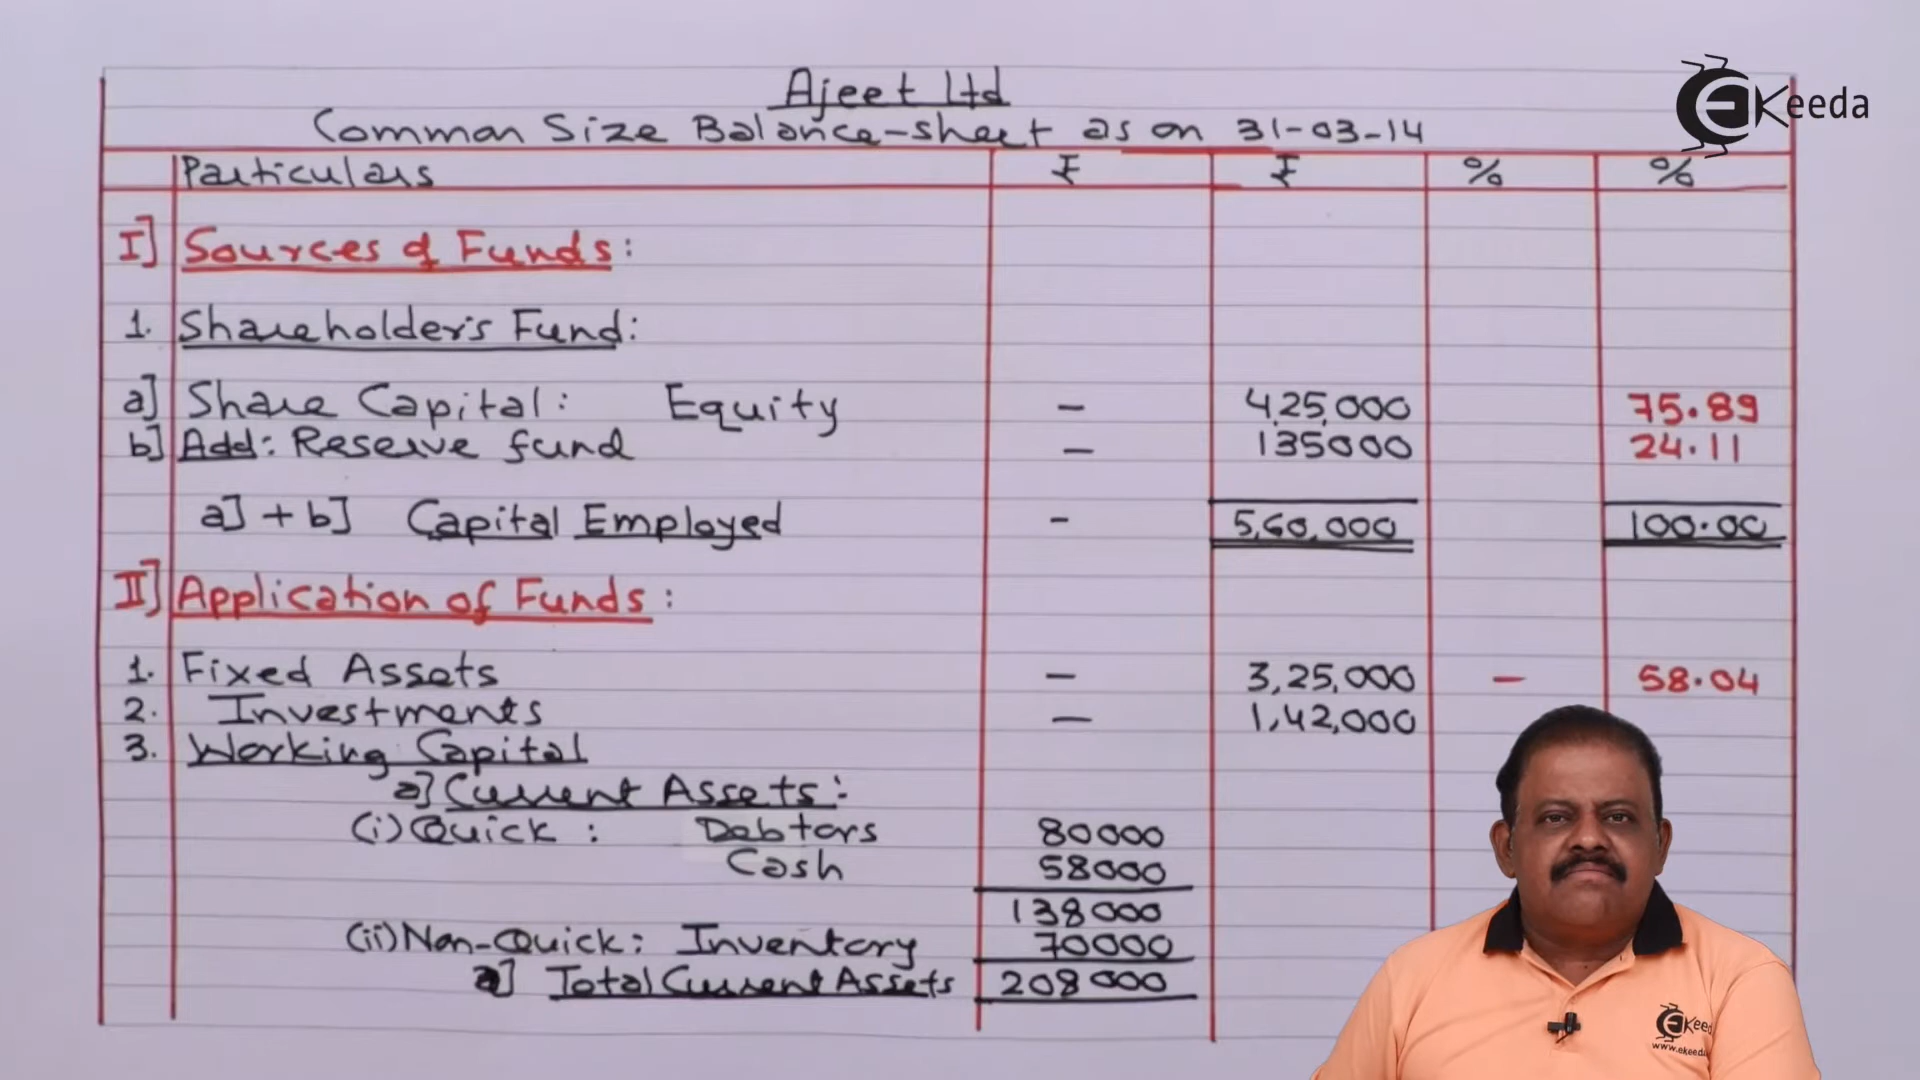 EKeeda
Ajeet Ltd
Common Size Balance-sheet as on 31-03-14
Particulars ₹ ₹ % %
I] Sources of Funds:
1. Shareholder's Fund:
a] Share Capital: Equity - 4,25,000 75.89
b] Add: Reserve fund - 135000 24.11
a] + b] Capital Employed - 5,60,000 100.00
II] Application of Funds:
1. Fixed Assets - 3,25,000 - 58.04
2. Investments - 1,42,000
3. Working Capital
a] Current Assets:
(i) Quick: Debtors 80000
Cash 58000
138000
(ii) Non-Quick: Inventory 70000
a] Total Current Assets 208000